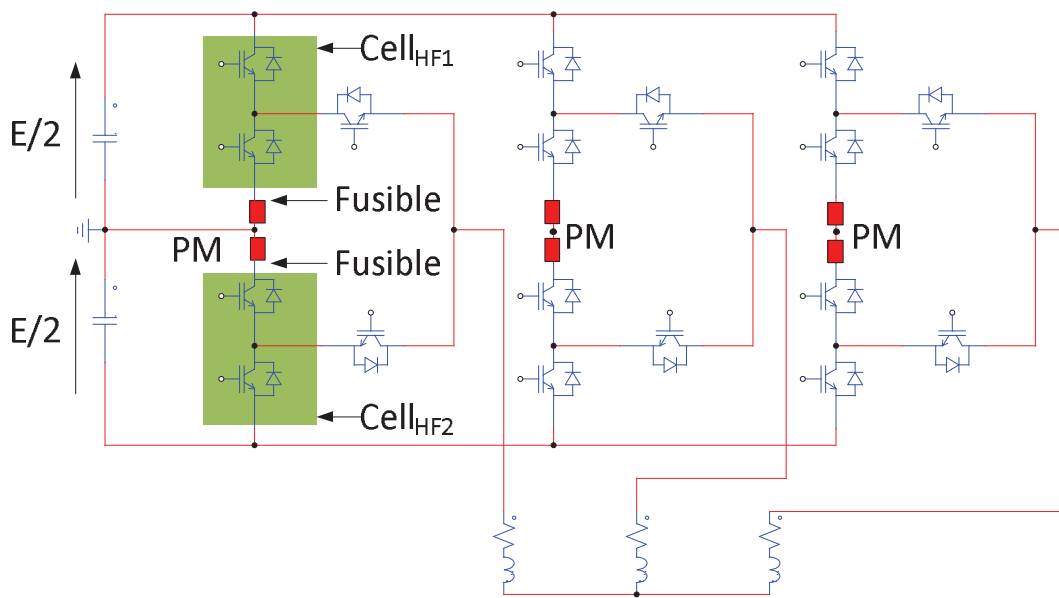 Cell_HF1
E/2
Fusible
PM
PM
PM
Fusible
E/2
Cell_HF2